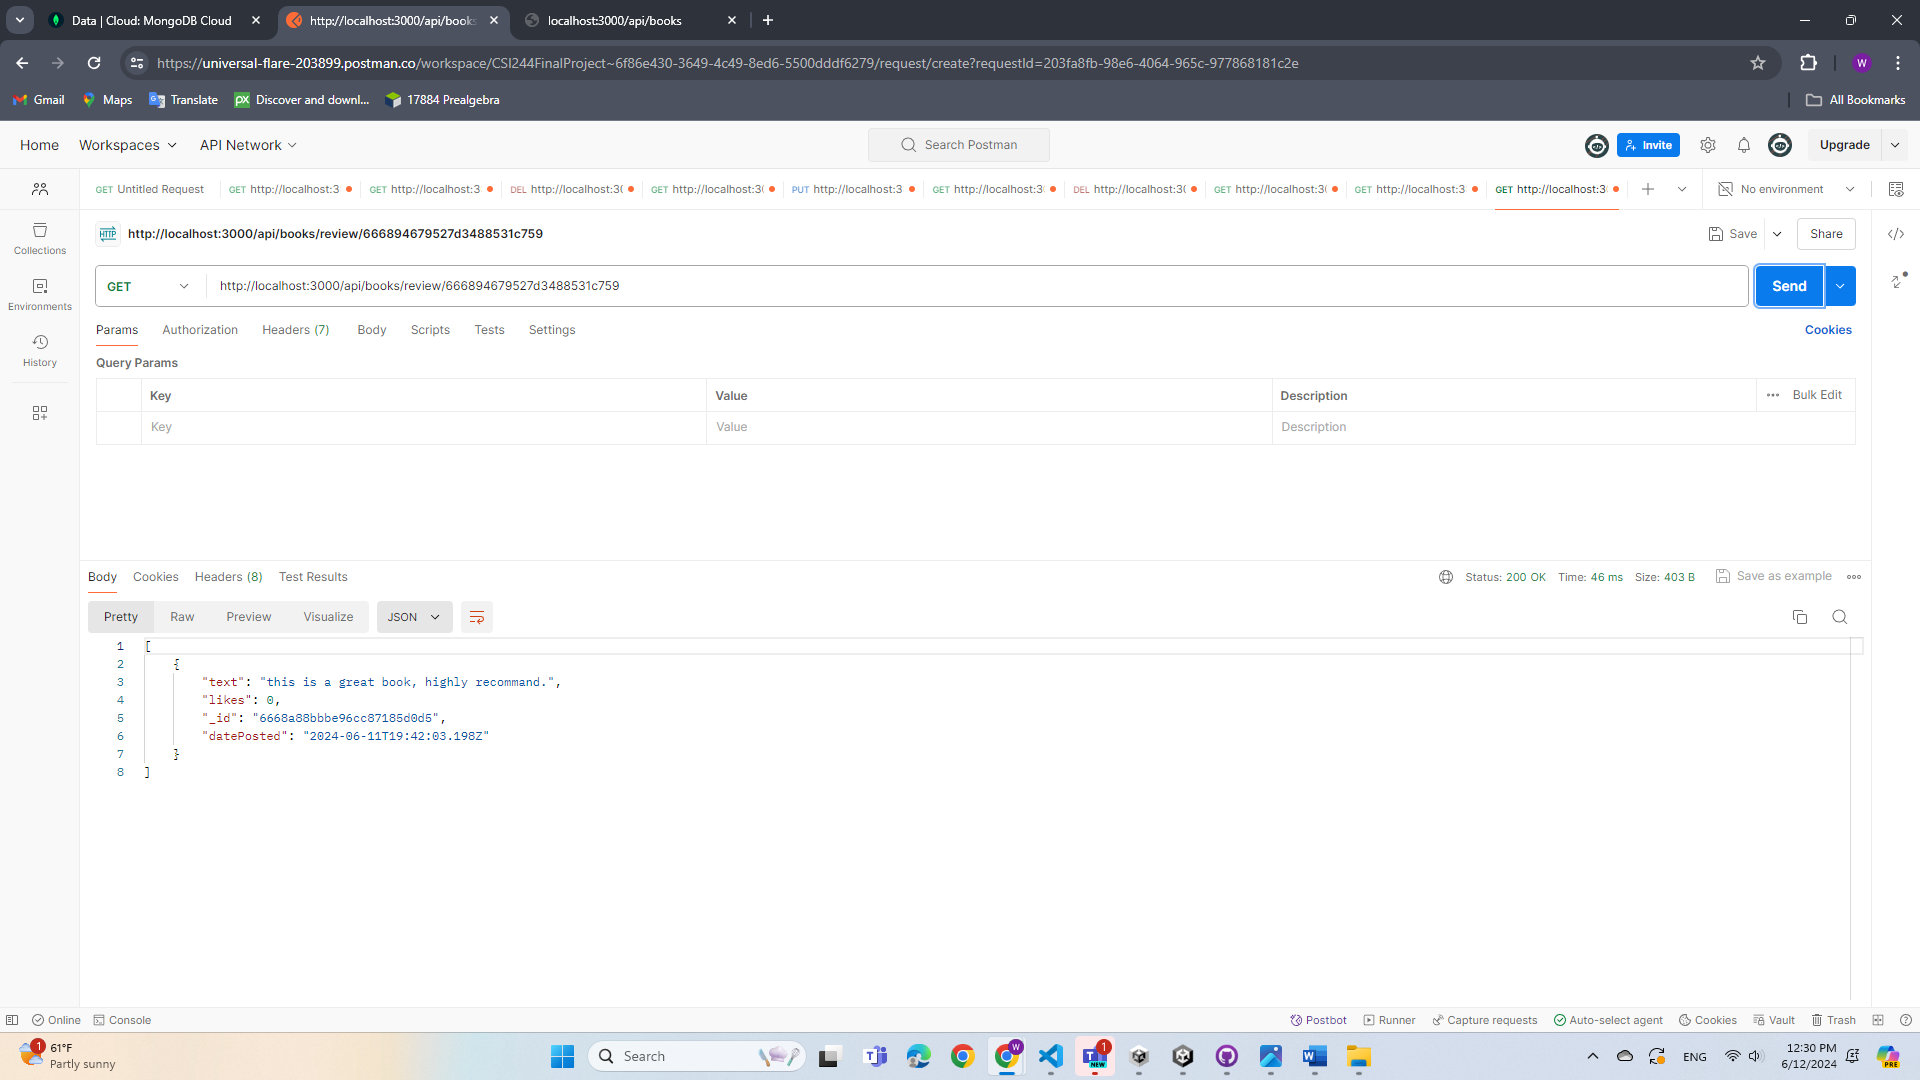 Data | Cloud: MongoDB Cloud
http://localhost:3000/api/books
localhost:3000/api/books
https://universal-flare-203899.postman.co/workspace/CSI244FinalProject~6f86e430-3649-4c49-8ed6-5500dddf6279/request/create?requestId=203fa8fb-98e6-4064-965c-977868181c2e
W
Gmail
Maps
Translate
px Discover and downl...
17884 Prealgebra
All Bookmarks
Home
Workspaces
API Network
Search Postman
Invite
Upgrade
GET Untitled Request
GET http://localhost:3
GET http://localhost:3
DEL http://localhost:30
GET http://localhost:30
PUT http://localhost:3
GET http://localhost:3
DEL http://localhost:30
GET http://localhost:30
GET http://localhost:3
GET http://localhost:3
No environment
Collections
Environments
History
HTTP http://localhost:3000/api/books/review/666894679527d3488531c759
Save
Share
GET
http://localhost:3000/api/books/review/666894679527d3488531c759
Send
Params
Authorization
Headers (7)
Body
Scripts
Tests
Settings
Cookies
Query Params
Key
Value
Description
Bulk Edit
Key
Value
Description
Body
Cookies
Headers (8)
Test Results
Status: 200 OK
Time: 46 ms
Size: 403 B
Save as example
Pretty
Raw
Preview
Visualize
JSON
1 [
2 {
3 "text": "this is a great book, highly recommand.",
4 "likes": 0,
5 "_id": "6668a88bbbe96cc87185d0d5",
6 "datePosted": "2024-06-11T19:42:03.198Z"
7 }
8 ]
Online
Console
Postbot
Runner
Capture requests
Auto-select agent
Cookies
Vault
Trash
1
61°F
Partly sunny
Search
W
1
NEW
ENG
12:30 PM
6/12/2024
PRE